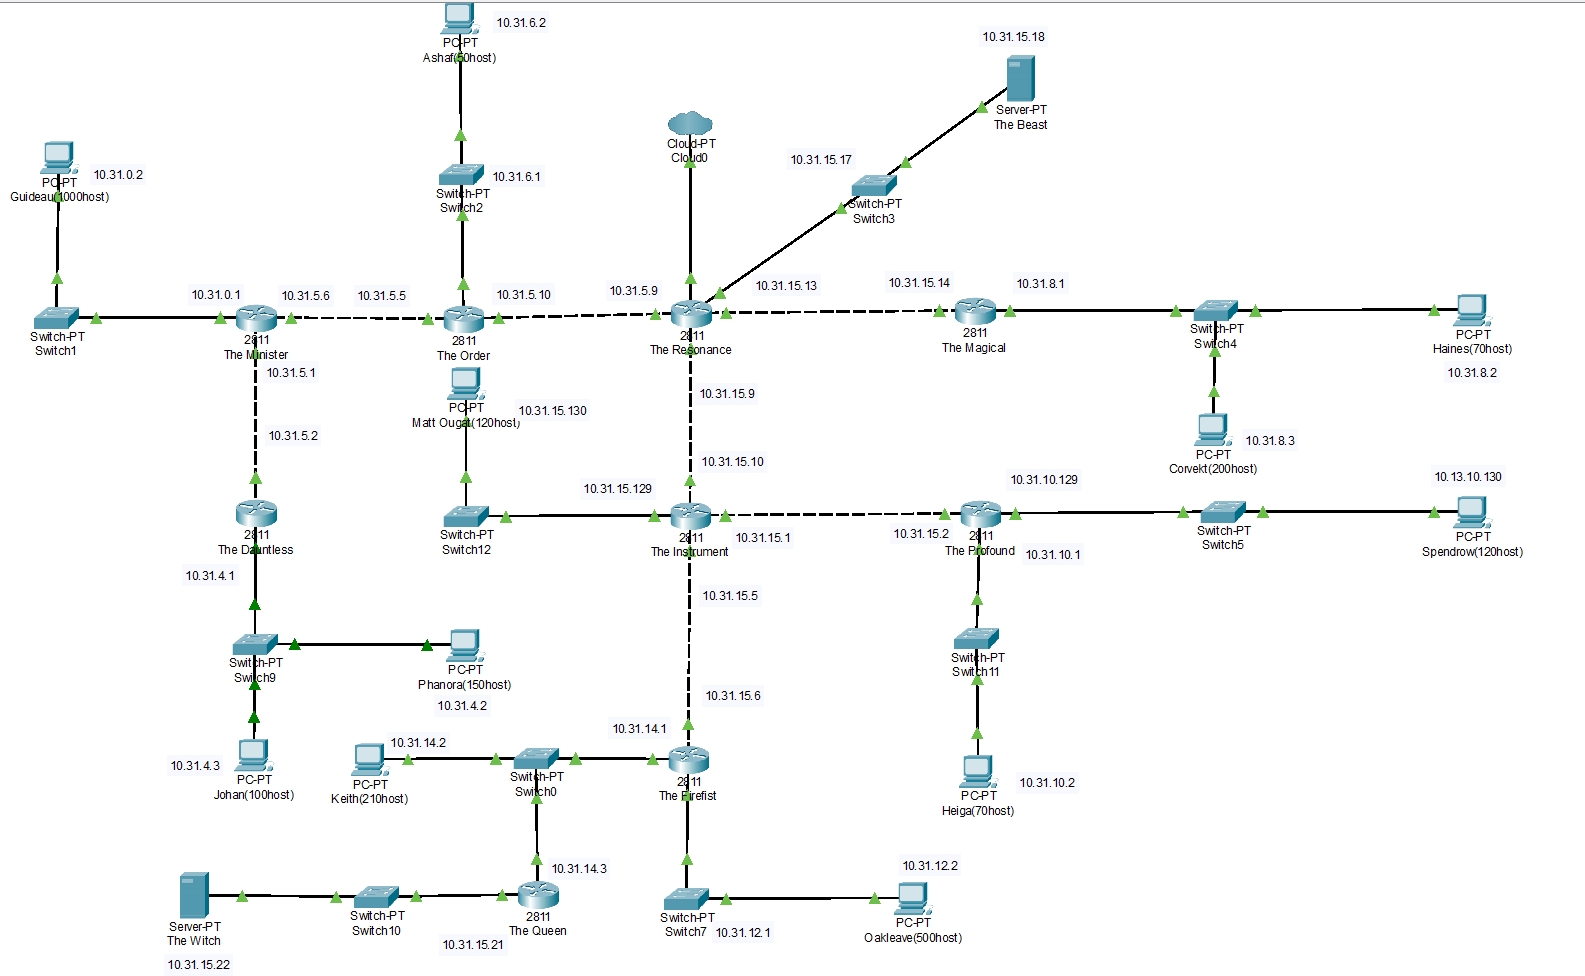 10.31.6.2
PC-PT
Ashaf(50host)
10.31.15.18
Server-PT
The Beast
Cloud-PT
Cloud0
10.31.15.17
Switch-PT
Switch3
10.31.0.2
PC-PT
Guideau(1000host)
10.31.6.1
Switch-PT
Switch2
10.31.0.1
10.31.5.6
10.31.5.5
10.31.5.10
10.31.5.9
10.31.15.13
10.31.15.14
10.31.8.1
Switch-PT
Switch1
2811
The Minister
2811
The Order
2811
The Resonance
2811
The Magical
Switch-PT
Switch4
PC-PT
Haines(70host)
10.31.8.2
10.31.5.1
PC-PT
Matt Ougat(120host)
10.31.15.130
10.31.15.9
10.31.5.2
10.31.8.3
PC-PT
Corvekt(200host)
10.31.15.10
10.31.15.129
10.31.10.129
10.13.10.130
2811
The Dauntless
Switch-PT
Switch12
2811
The Instrument
10.31.15.1
10.31.15.2
2811
The Profound
10.31.10.1
Switch-PT
Switch5
PC-PT
Spendrow(120host)
10.31.4.1
10.31.15.5
Switch-PT
Switch9
PC-PT
Phanora(150host)
10.31.4.2
Switch-PT
Switch11
10.31.15.6
10.31.14.1
10.31.14.2
10.31.4.3
PC-PT
Johan(100host)
PC-PT
Keith(210host)
Switch-PT
Switch0
2811
The Firefist
10.31.10.2
PC-PT
Heiga(70host)
10.31.14.3
10.31.12.2
Server-PT
The Witch
10.31.15.22
Switch-PT
Switch10
10.31.15.21
2811
The Queen
Switch-PT
Switch7
10.31.12.1
PC-PT
Oakleave(500host)